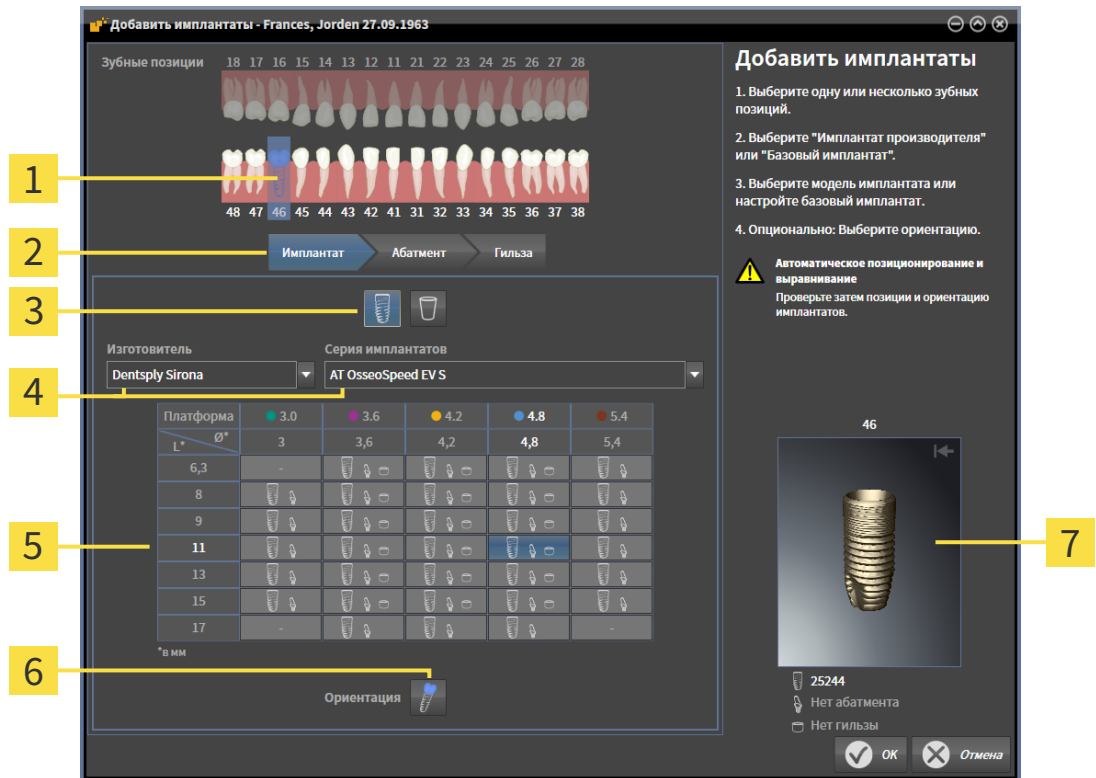 Добавить имплантаты - Frances, Jorden 27.09.1963
Зубные позиции 18 17 16 15 14 13 12 11 21 22 23 24 25 26 27 28
1
48 47 46 45 44 43 42 41 31 32 33 34 35 36 37 38
2
Имплантат Абатмент Гильза
3
Изготовитель Серия имплантатов
4
Dentsply Sirona AT OsseoSpeed EV S
Платформа 3.0 3.6 4.2 4.8 5.4
L* Ø* 3 3,6 4,2 4,8 5,4
6,3 -
8
9
5
11
13
15
17 - -
*в мм
6
Ориентация
Добавить имплантаты
1. Выберите одну или несколько зубных
позиций.
2. Выберите "Имплантат производителя"
или "Базовый имплантат".
3. Выберите модель имплантата или
настройте базовый имплантат.
4. Опционально: Выберите ориентацию.
Автоматическое позиционирование и
выравнивание
Проверьте затем позиции и ориентацию
имплантатов.
46
7
25244
Нет абатмента
Нет гильзы
OK Отмена